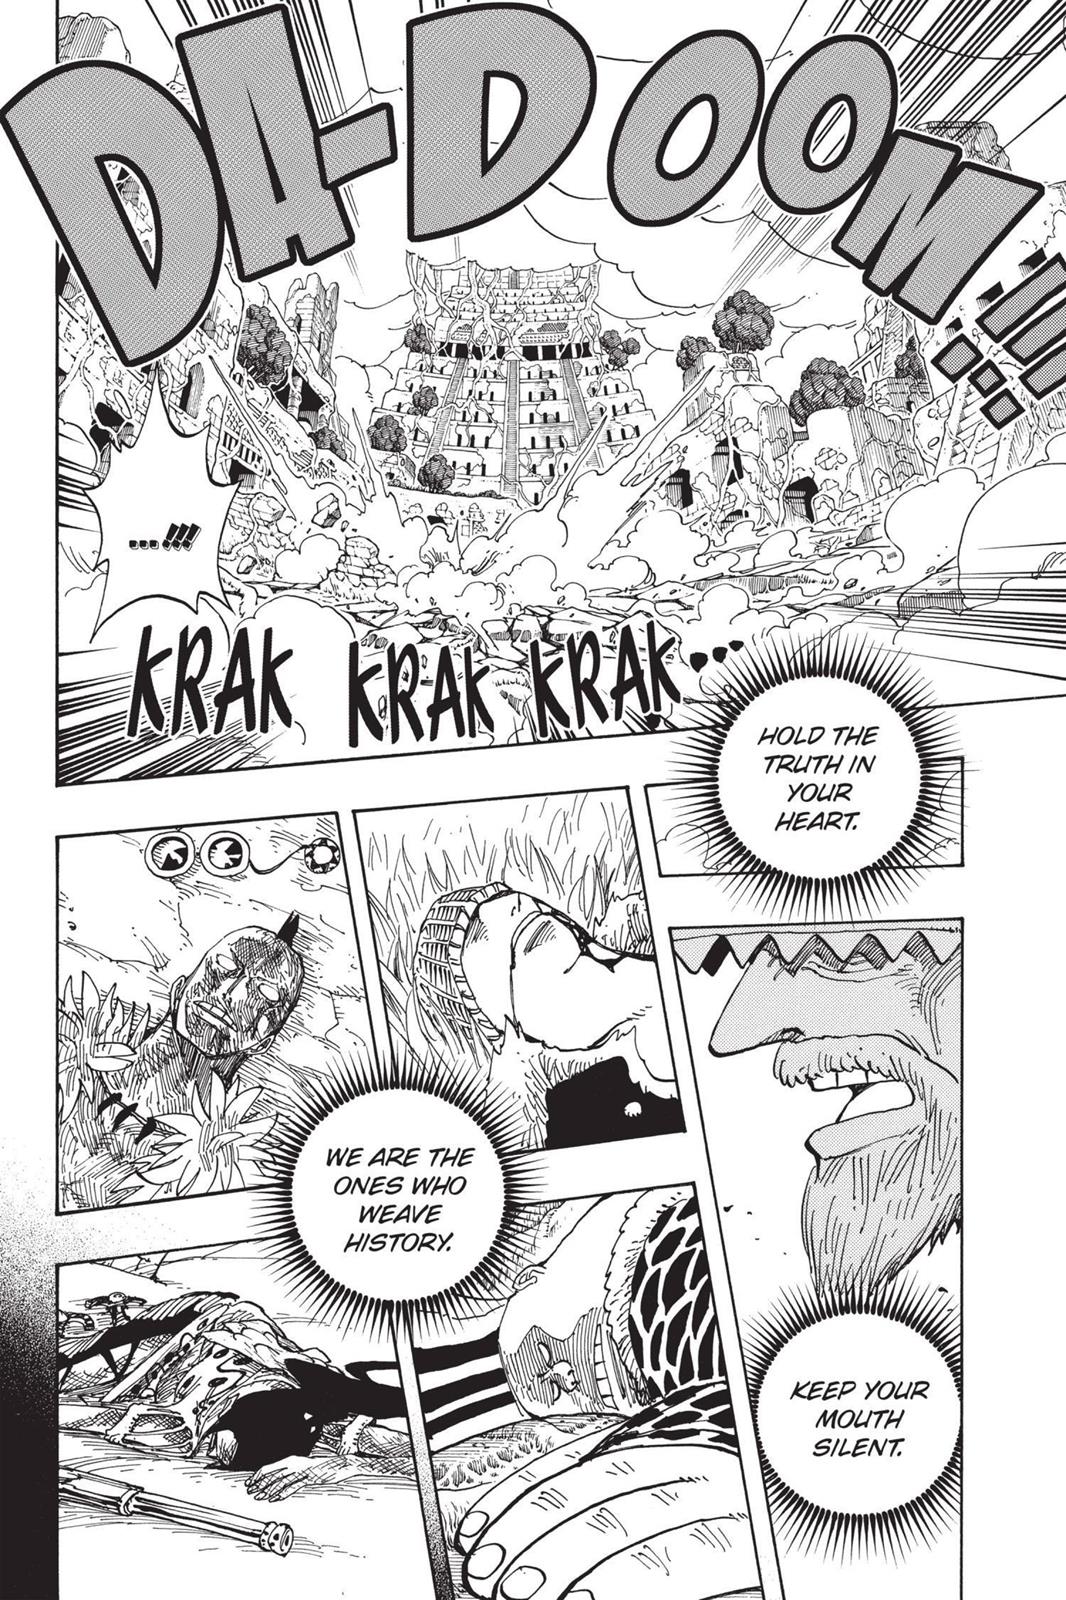 DA-DOOM!!!
...!!!
KRAK KRAK KRAK...
HOLD THE
TRUTH IN
YOUR
HEART.
KEEP YOUR
MOUTH
SILENT.
WE ARE THE
ONES WHO
WEAVE
HISTORY.